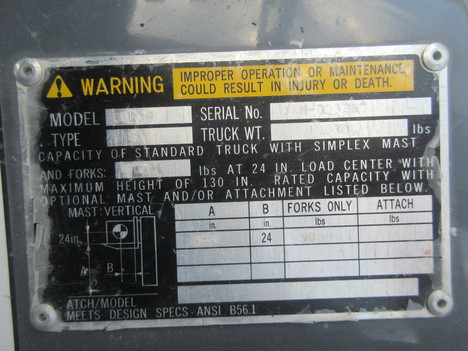 WARNING
IMPROPER OPERATION OR MAINTENANCE
COULD RESULT IN INJURY OR DEATH.
MODEL SERIAL No.
TYPE TRUCK WT. lbs
CAPACITY OF STANDARD TRUCK WITH SIMPLEX MAST
AND FORKS: lbs AT 24 IN. LOAD CENTER WITH
MAXIMUM HEIGHT OF 130 IN. RATED CAPACITY WITH
OPTIONAL MAST AND/OR ATTACHMENT LISTED BELOW.
MAST: VERTICAL
A B FORKS ONLY ATTACH
in. in. lbs lbs
24in.
24
A
B
ATCH/MODEL
MEETS DESIGN SPECS ANSI B56.1